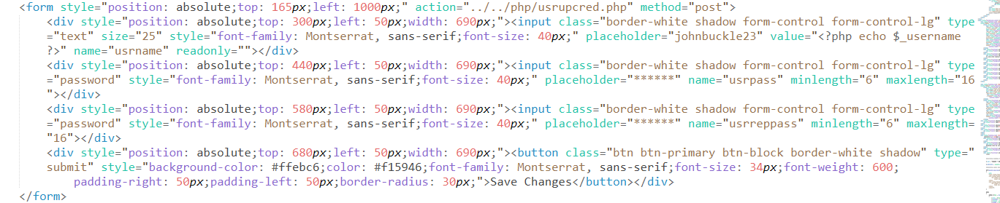 <form style="position: absolute;top: 165px;left: 1000px;" action="../../php/usrupcred.php" method="post">
<div style="position: absolute;top: 300px;left: 50px;width: 690px;"><input class="border-white shadow form-control form-control-lg" type
="text" size="25" style="font-family: Montserrat, sans-serif;font-size: 40px;" placeholder="johnbuckle23" value="<?php echo $_username
?>" name="usrname" readonly=""></div>
<div style="position: absolute;top: 440px;left: 50px;width: 690px;"><input class="border-white shadow form-control form-control-lg" type
="password" style="font-family: Montserrat, sans-serif;font-size: 40px;" placeholder="******" name="usrpass" minlength="6" maxlength="16
"></div>
<div style="position: absolute;top: 580px;left: 50px;width: 690px;"><input class="border-white shadow form-control form-control-lg" type
="password" style="font-family: Montserrat, sans-serif;font-size: 40px;" placeholder="******" name="usrreppass" minlength="6" maxlength=
"16"></div>
<div style="position: absolute;top: 680px;left: 50px;width: 690px;"><button class="btn btn-primary btn-block border-white shadow" type="
submit" style="background-color: #ffebc6;color: #f15946;font-family: Montserrat, sans-serif;font-size: 34px;font-weight: 600;
padding-right: 50px;padding-left: 50px;border-radius: 30px;">Save Changes</button></div>
</form>